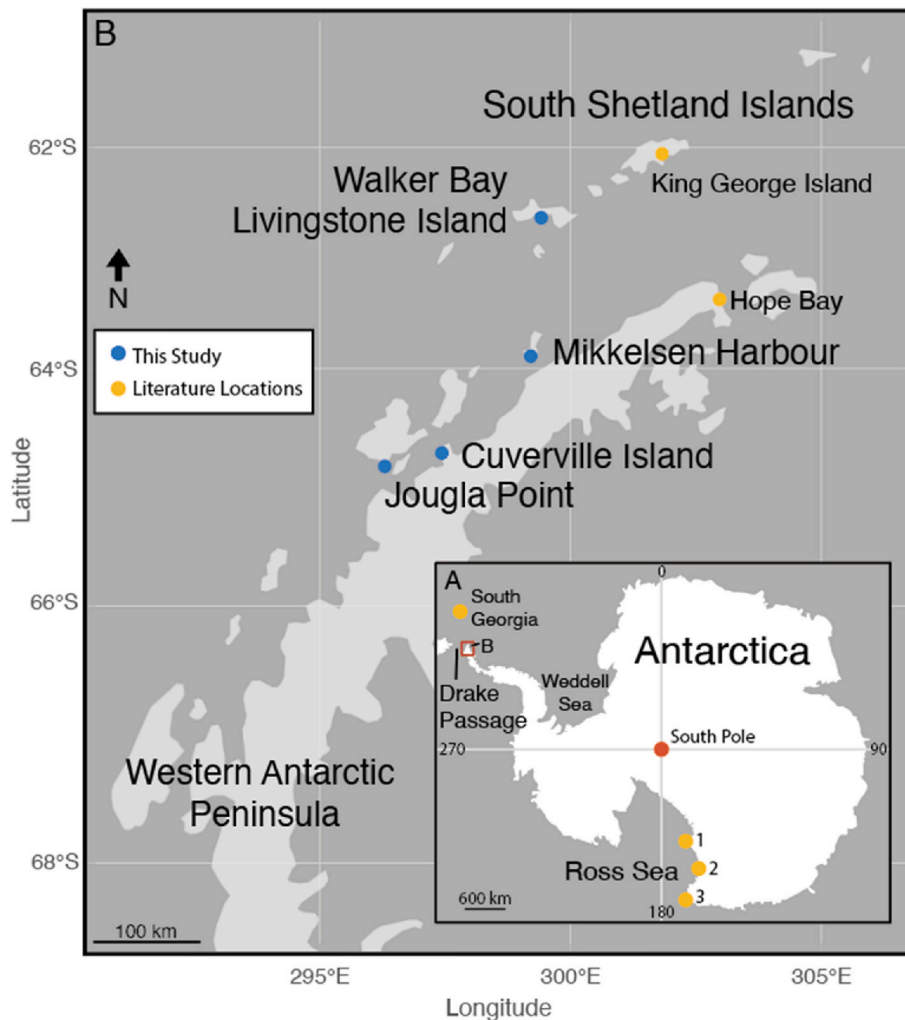 B
South Shetland Islands
62°S
King George Island
Walker Bay
Livingstone Island
N
Hope Bay
This Study
Literature Locations
Mikkelsen Harbour
64°S
Cuverville Island
Jougla Point
Latitude
66°S
A
0
South
Georgia
B
Antarctica
Weddell
Sea
Drake
Passage
South Pole
270
90
1
Ross Sea
2
3
600 km
180
Western Antarctic
Peninsula
68°S
100 km
295°E
300°E
305°E
Longitude